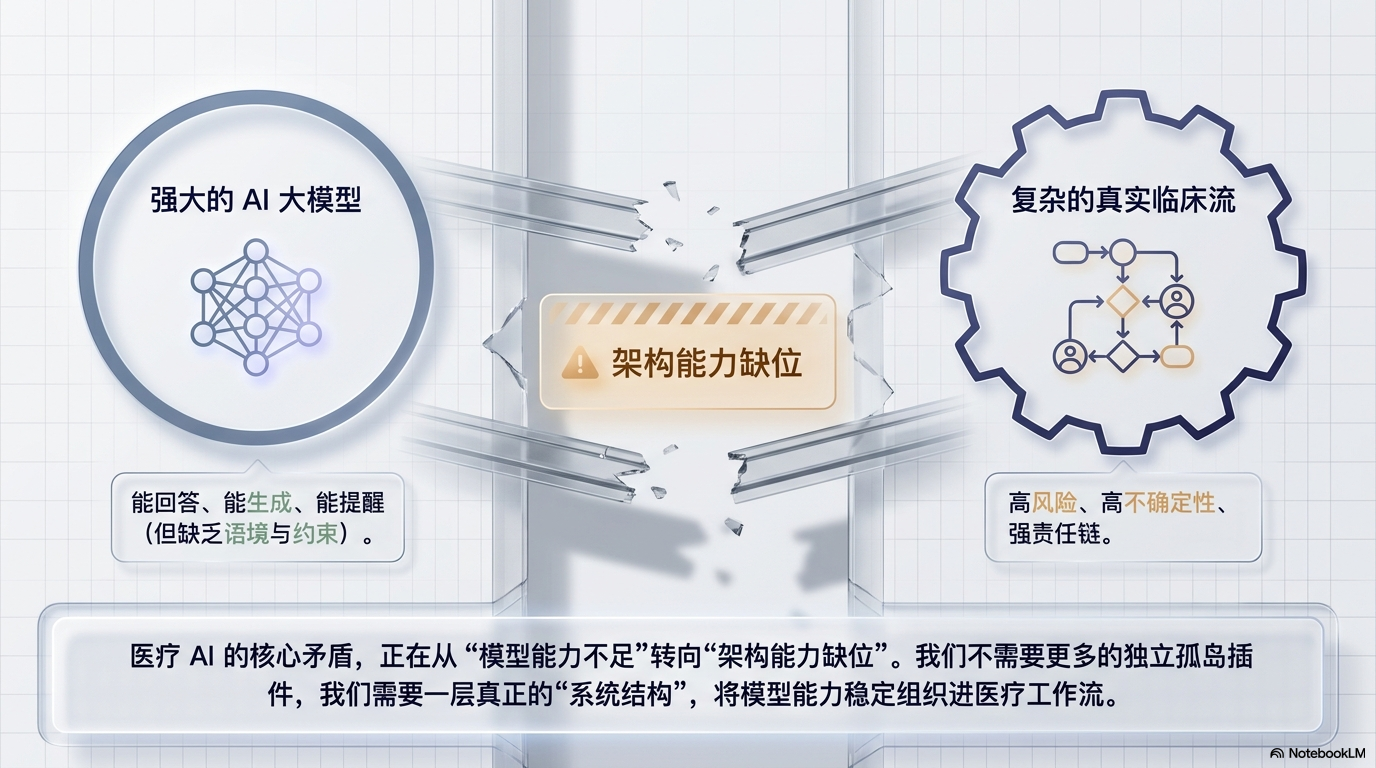 强大的 AI 大模型
复杂的真实临床流
架构能力缺位
能回答、能生成、能提醒
（但缺乏语境与约束）。
高风险、高不确定性、
强责任链。
医疗 AI 的核心矛盾，正在从 “模型能力不足”转向“架构能力缺位”。我们不需要更多的独立孤岛插
件，我们需要一层真正的“系统结构”，将模型能力稳定组织进医疗工作流。
NotebookLM